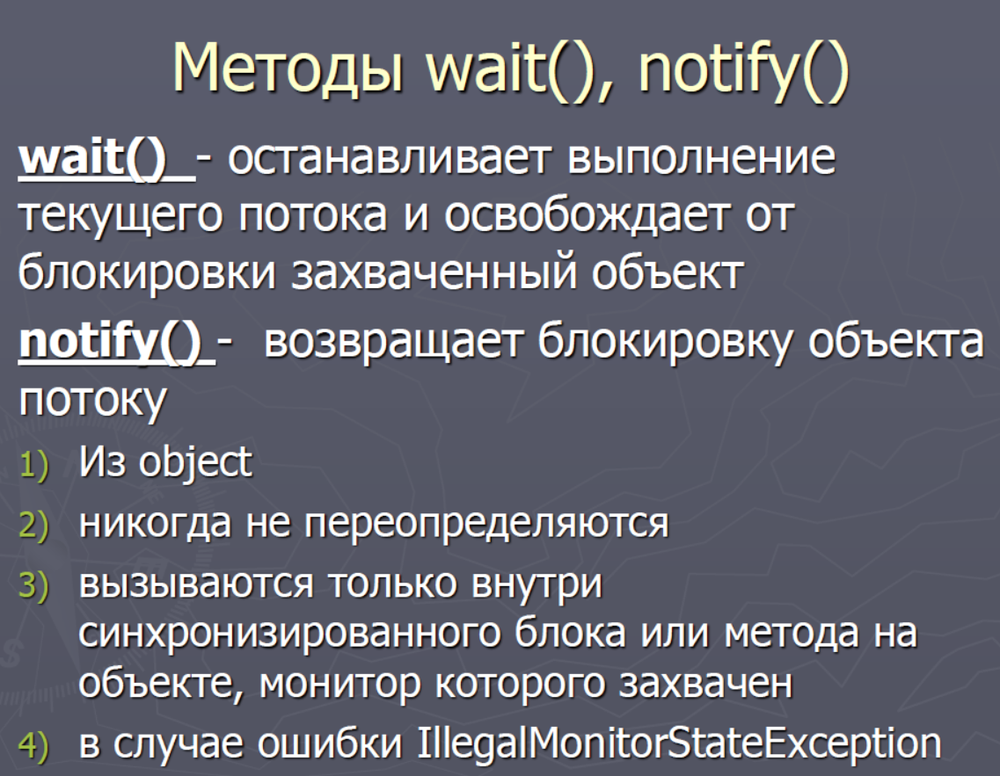 Методы wait(), notify()
wait() - останавливает выполнение
текущего потока и освобождает от
блокировки захваченный объект
notify() - возвращает блокировку объекта
потоку
1) Из object
2) никогда не переопределяются
3) вызываются только внутри
синхронизированного блока или метода на
объекте, монитор которого захвачен
4) в случае ошибки IllegalMonitorStateException
S